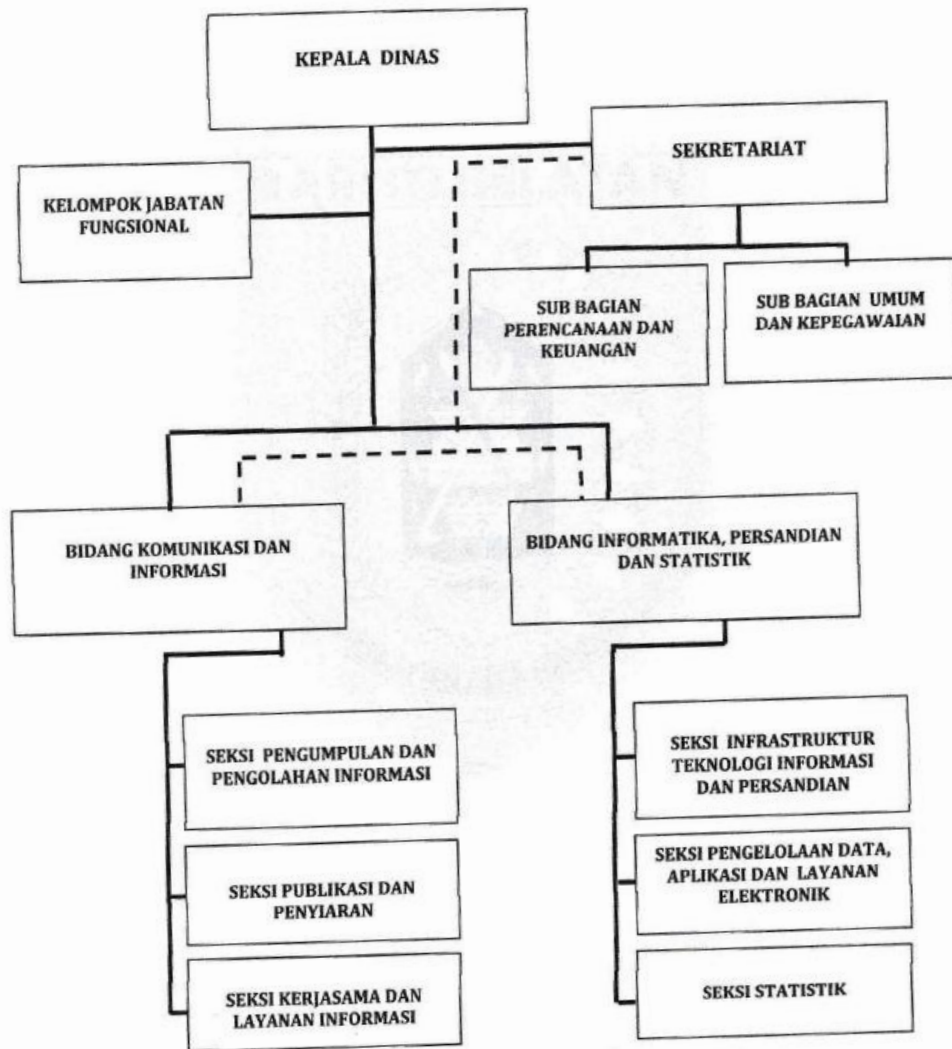 KEPALA DINAS
SEKRETARIAT
KELOMPOK JABATAN
FUNGSIONAL
SUB BAGIAN
PERENCANAAN DAN
KEUANGAN
SUB BAGIAN UMUM
DAN KEPEGAWAIAN
BIDANG KOMUNIKASI DAN
INFORMASI
BIDANG INFORMATIKA, PERSANDIAN
DAN STATISTIK
SEKSI PENGUMPULAN DAN
PENGOLAHAN INFORMASI
SEKSI PUBLIKASI DAN
PENYIARAN
SEKSI KERJASAMA DAN
LAYANAN INFORMASI
SEKSI INFRASTRUKTUR
TEKNOLOGI INFORMASI
DAN PERSANDIAN
SEKSI PENGELOLAAN DATA,
APLIKASI DAN LAYANAN
ELEKTRONIK
SEKSI STATISTIK